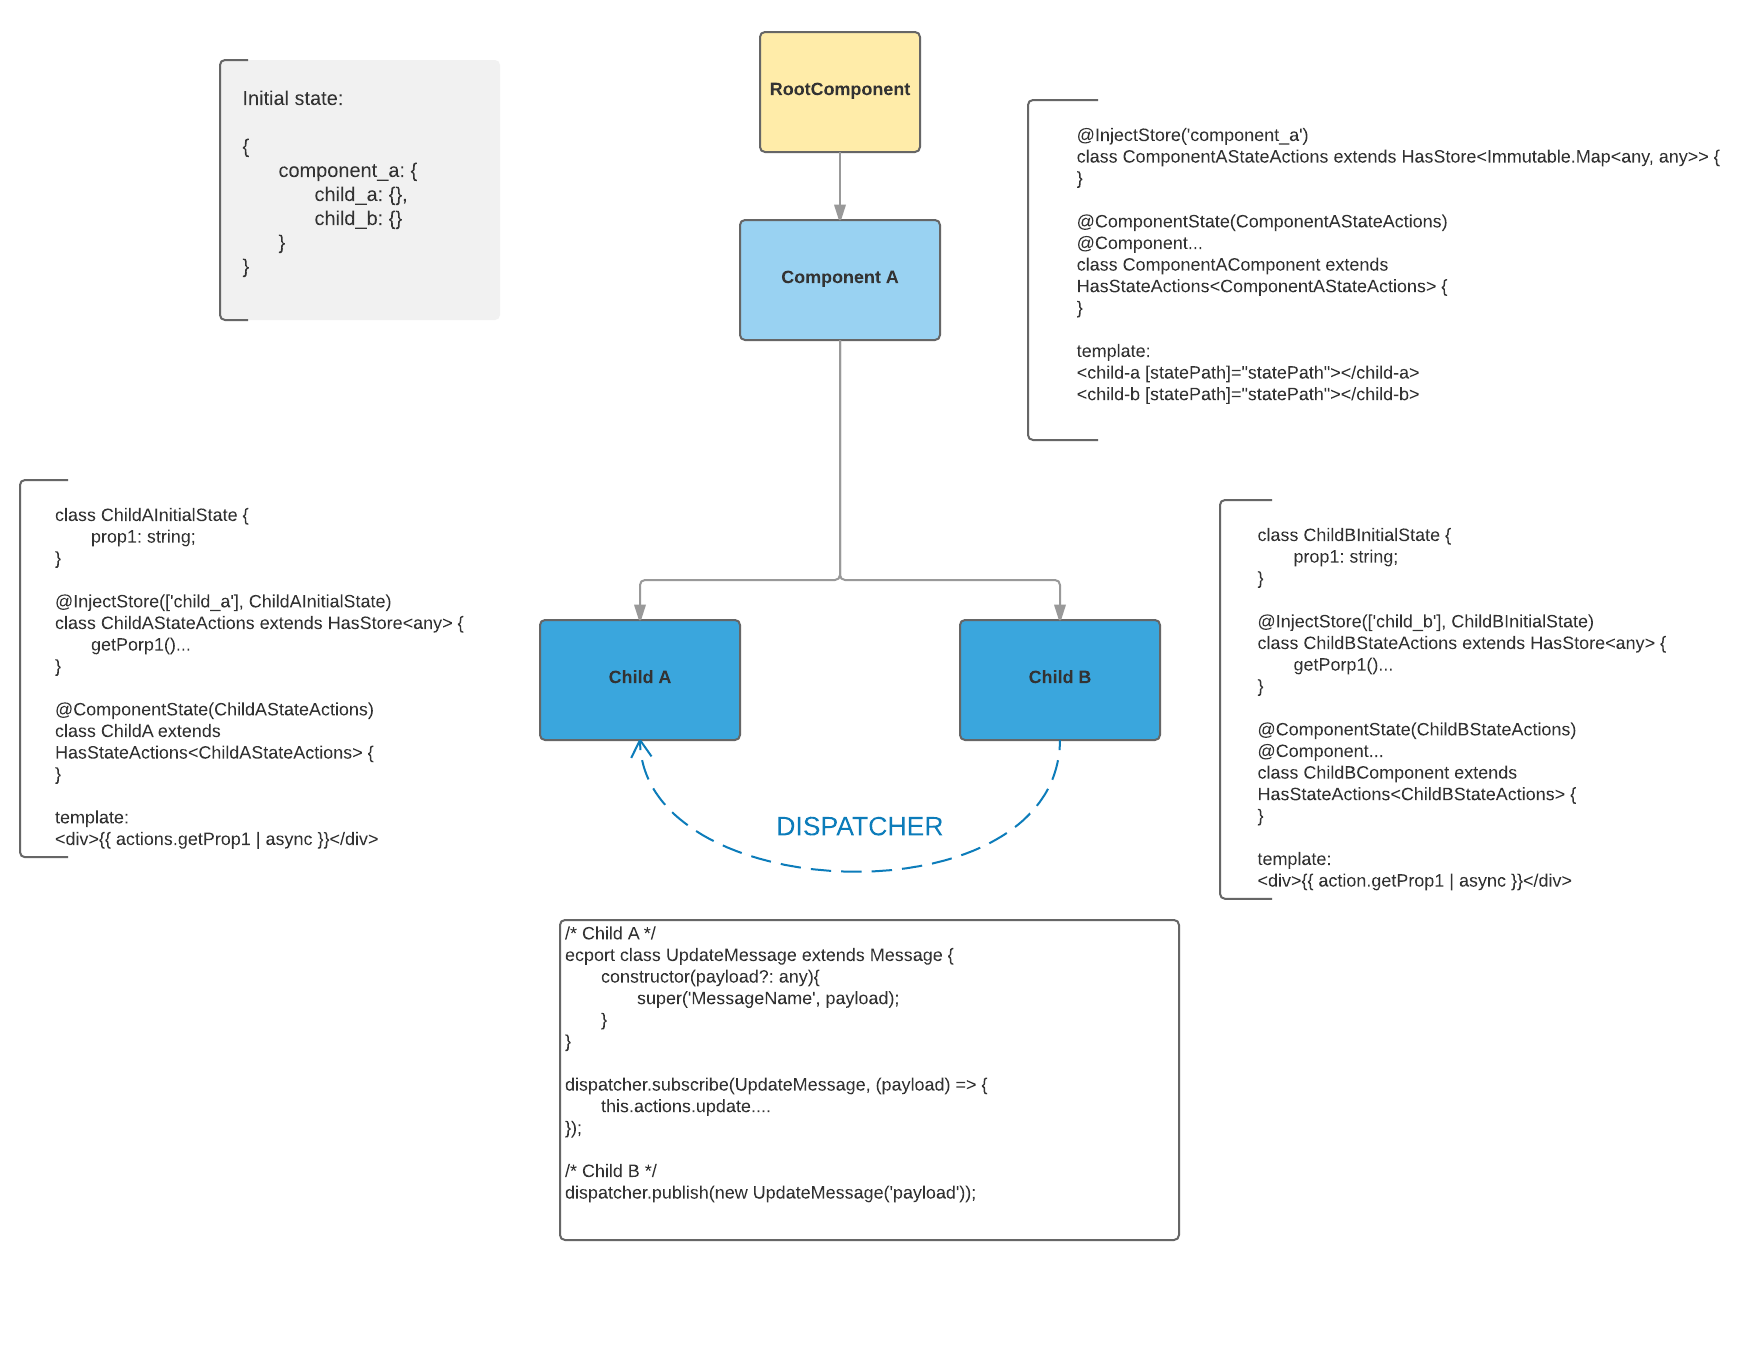 RootComponent
Initial state:
{
component_a: {
child_a: {},
child_b: {}
}
}
@InjectStore('component_a')
class ComponentAStateActions extends HasStore<Immutable.Map<any, any>> {
}
@ComponentState(ComponentAStateActions)
@Component...
class ComponentAComponent extends
HasStateActions<ComponentAStateActions> {
}
template:
<child-a [statePath]="statePath"></child-a>
<child-b [statePath]="statePath"></child-b>
Component A
class ChildAInitialState {
prop1: string;
}
@InjectStore(['child_a'], ChildAInitialState)
class ChildAStateActions extends HasStore<any> {
getPorp1()...
}
@ComponentState(ChildAStateActions)
class ChildA extends
HasStateActions<ChildAStateActions> {
}
template:
<div>{{ actions.getProp1 | async }}</div>
Child A
Child B
class ChildBInitialState {
prop1: string;
}
@InjectStore(['child_b'], ChildBInitialState)
class ChildBStateActions extends HasStore<any> {
getPorp1()...
}
@ComponentState(ChildBStateActions)
@Component...
class ChildBComponent extends
HasStateActions<ChildBStateActions> {
}
template:
<div>{{ action.getProp1 | async }}</div>
DISPATCHER
/* Child A */
ecport class UpdateMessage extends Message {
constructor(payload?: any){
super('MessageName', payload);
}
}
dispatcher.subscribe(UpdateMessage, (payload) => {
this.actions.update....
});
/* Child B */
dispatcher.publish(new UpdateMessage('payload'));